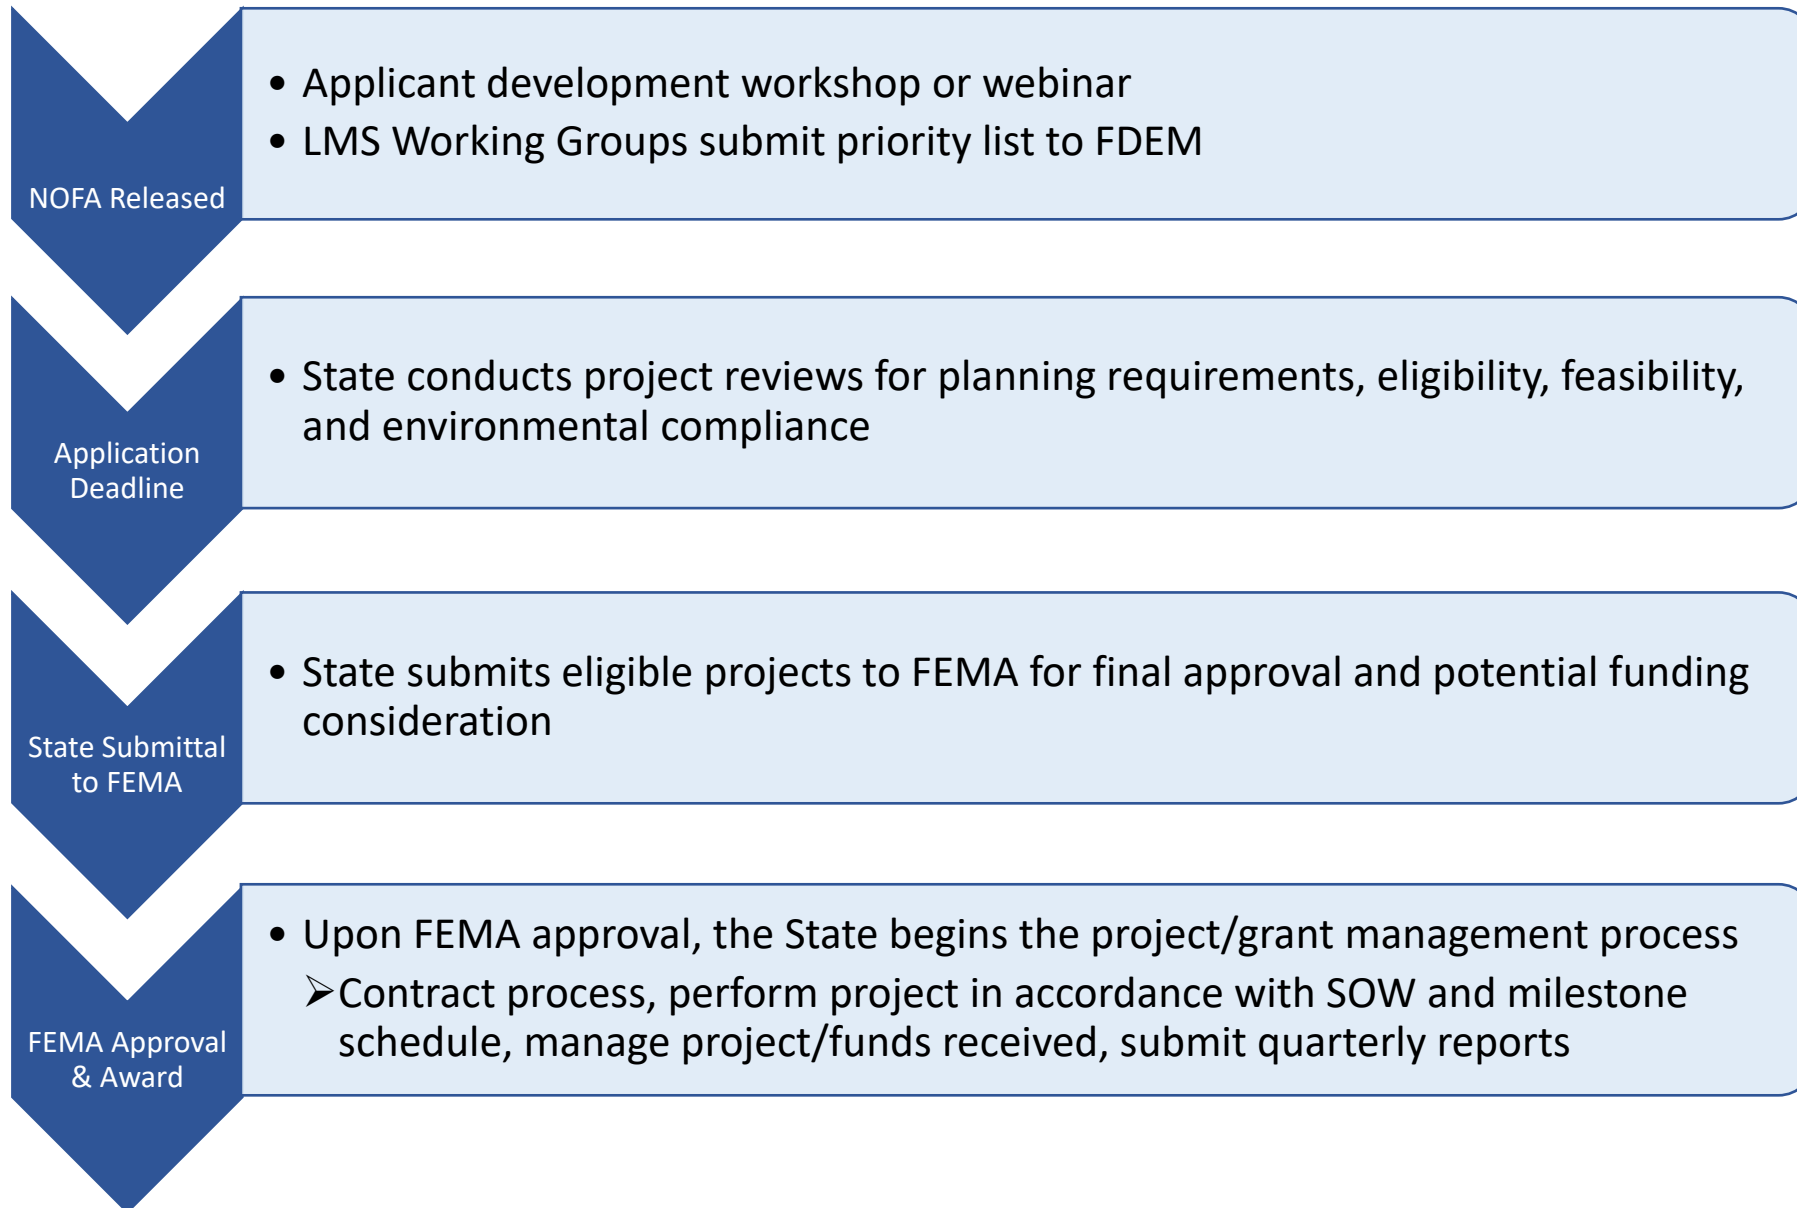 NOFA Released
• Applicant development workshop or webinar
• LMS Working Groups submit priority list to FDEM
Application
Deadline
• State conducts project reviews for planning requirements, eligibility, feasibility,
and environmental compliance
State Submittal
to FEMA
• State submits eligible projects to FEMA for final approval and potential funding
consideration
FEMA Approval
& Award
• Upon FEMA approval, the State begins the project/grant management process
➢Contract process, perform project in accordance with SOW and milestone
schedule, manage project/funds received, submit quarterly reports